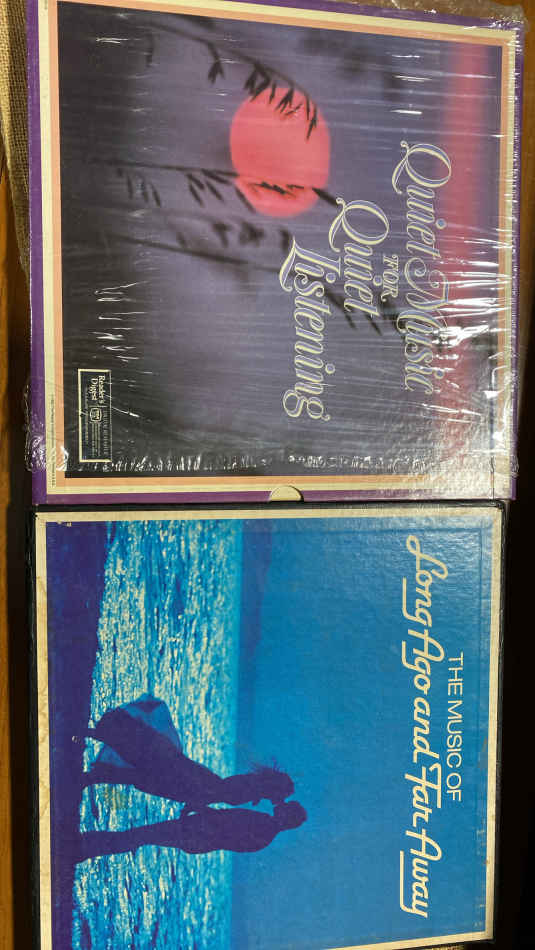 Quiet Music
FOR
Quiet
Listening
Reader's
Digest
THE MUSIC OF
Long Ago and Far Away